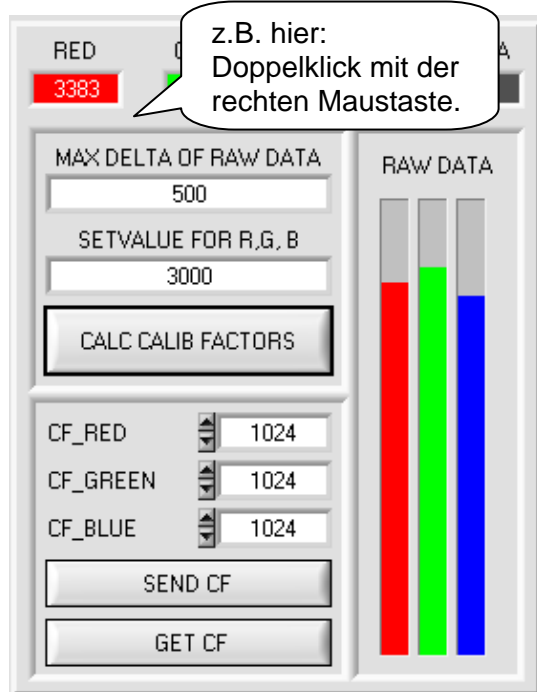 RED
3383
z.B. hier:
Doppelklick mit der
rechten Maustaste.
MAX DELTA OF RAW DATA
500
SETVALUE FOR R,G, B
3000
CALC CALIB FACTORS
CF_RED 1024
CF_GREEN 1024
CF_BLUE 1024
SEND CF
GET CF
RAW DATA